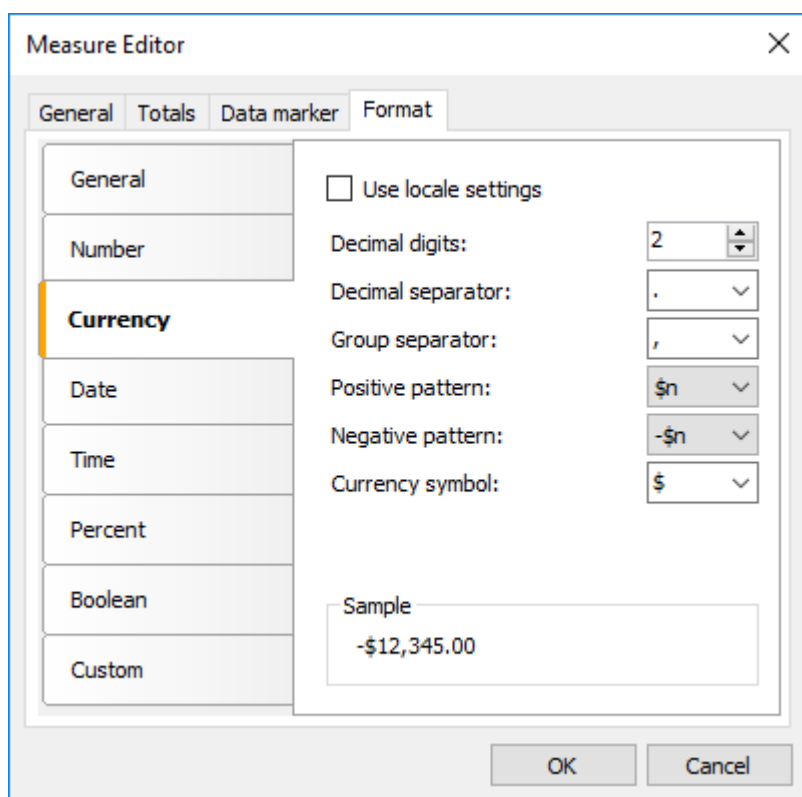 Measure Editor
General Totals Data marker Format
General
Number
Currency
Date
Time
Percent
Boolean
Custom
Use locale settings
Decimal digits: 2
Decimal separator: .
Group separator: ,
Positive pattern: $n
Negative pattern: -$n
Currency symbol: $
Sample
-$12,345.00
OK Cancel